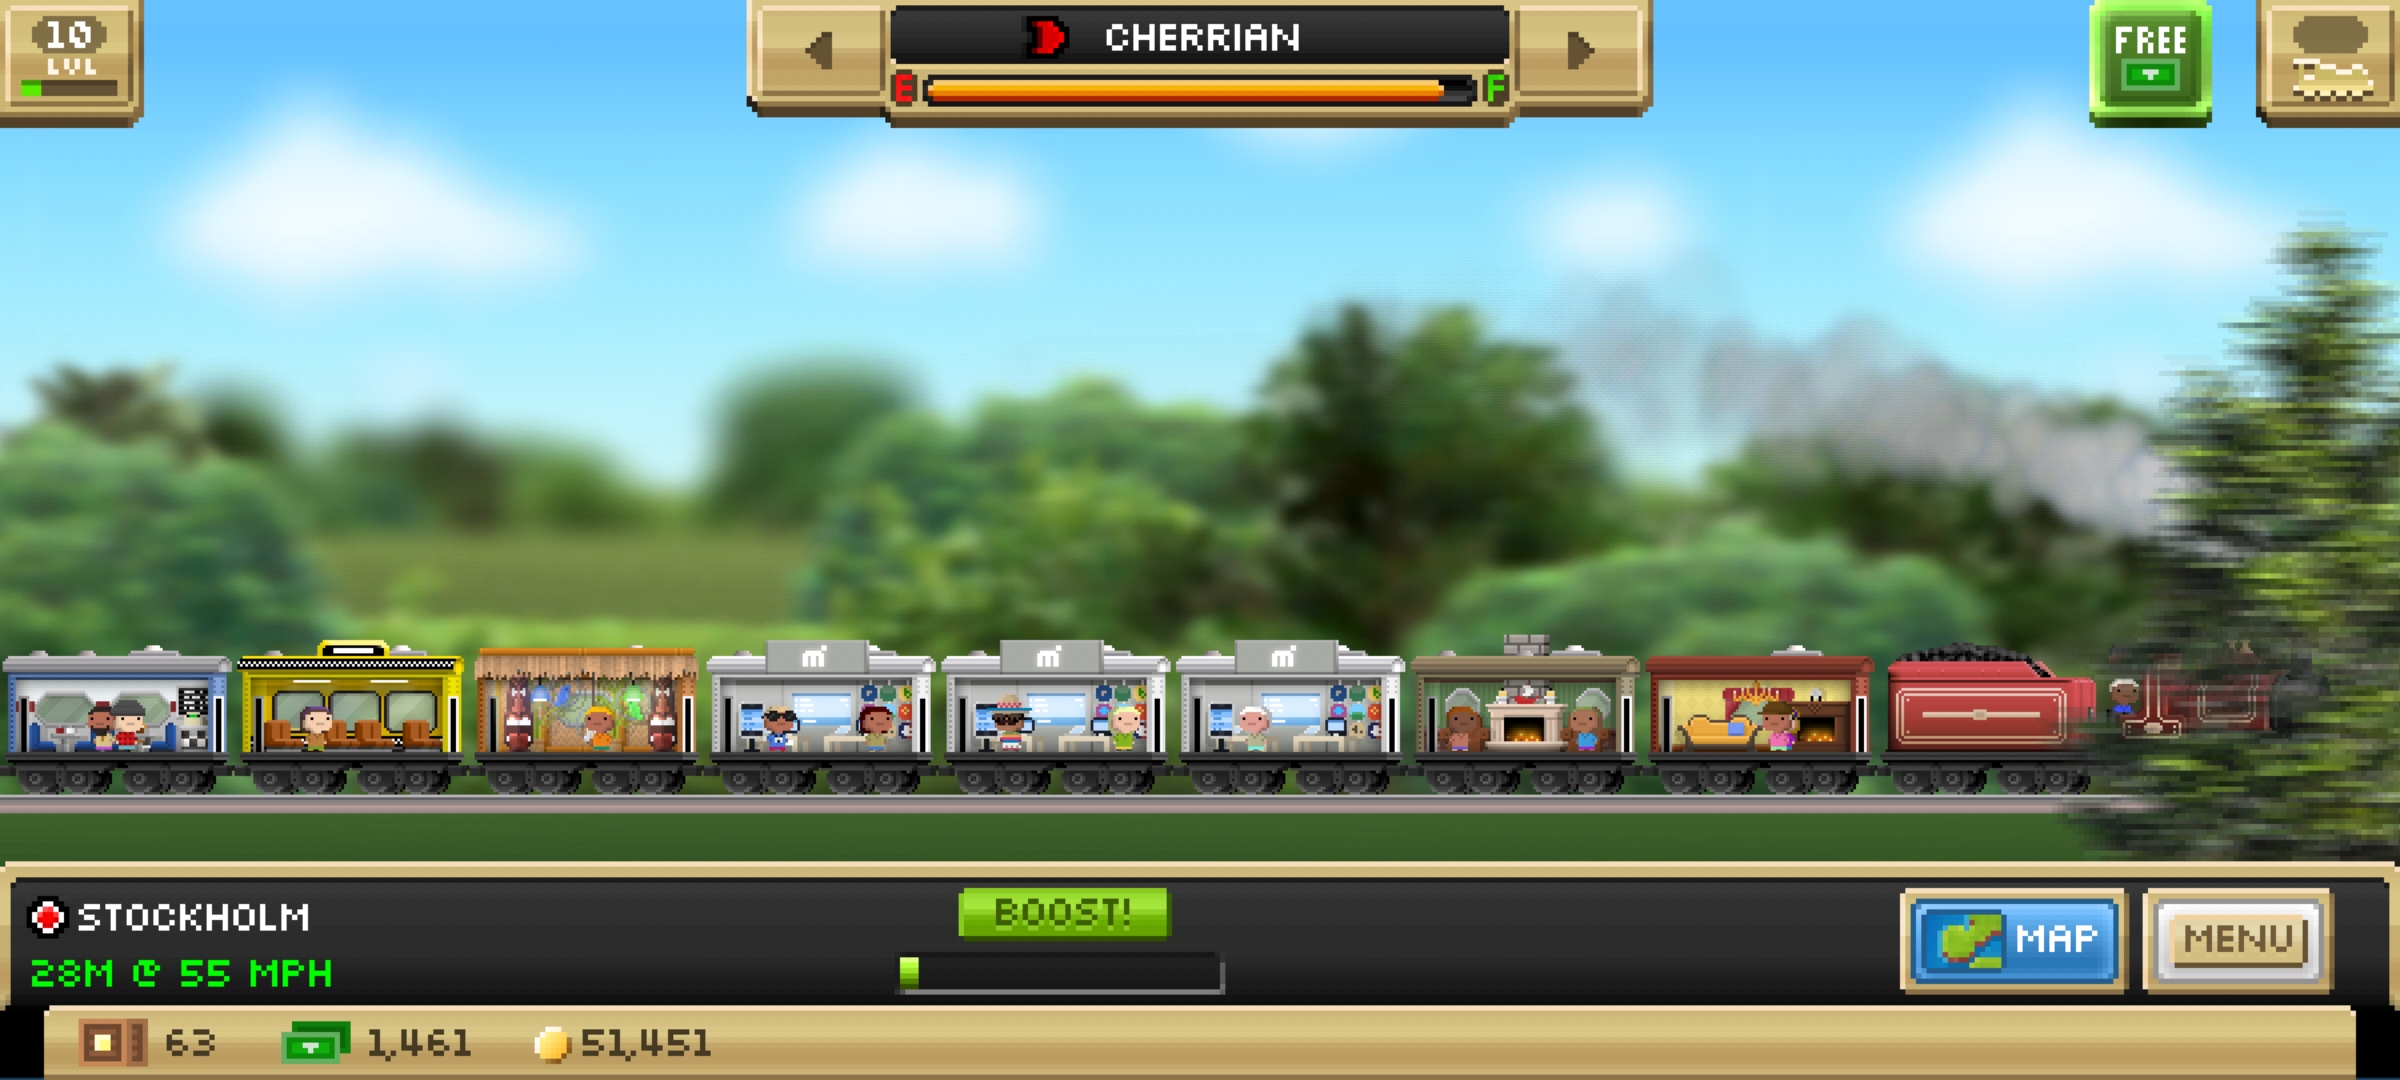 10
LVL
CHERRIAN
E F
FREE
m
m
m
STOCKHOLM
28M @ 55 MPH
BOOST!
MAP
MENU
63
1,461
51,451